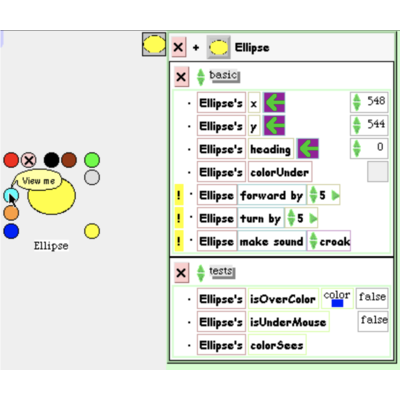 × + Ellipse
× basic
Ellipse's x 548
Ellipse's y 544
Ellipse's heading 0
Ellipse's colorUnder
! Ellipse forward by 5
! Ellipse turn by 5
! Ellipse make sound croak
× tests
Ellipse's isOverColor color false
Ellipse's isUnderMouse false
Ellipse's colorSees
View me
Ellipse